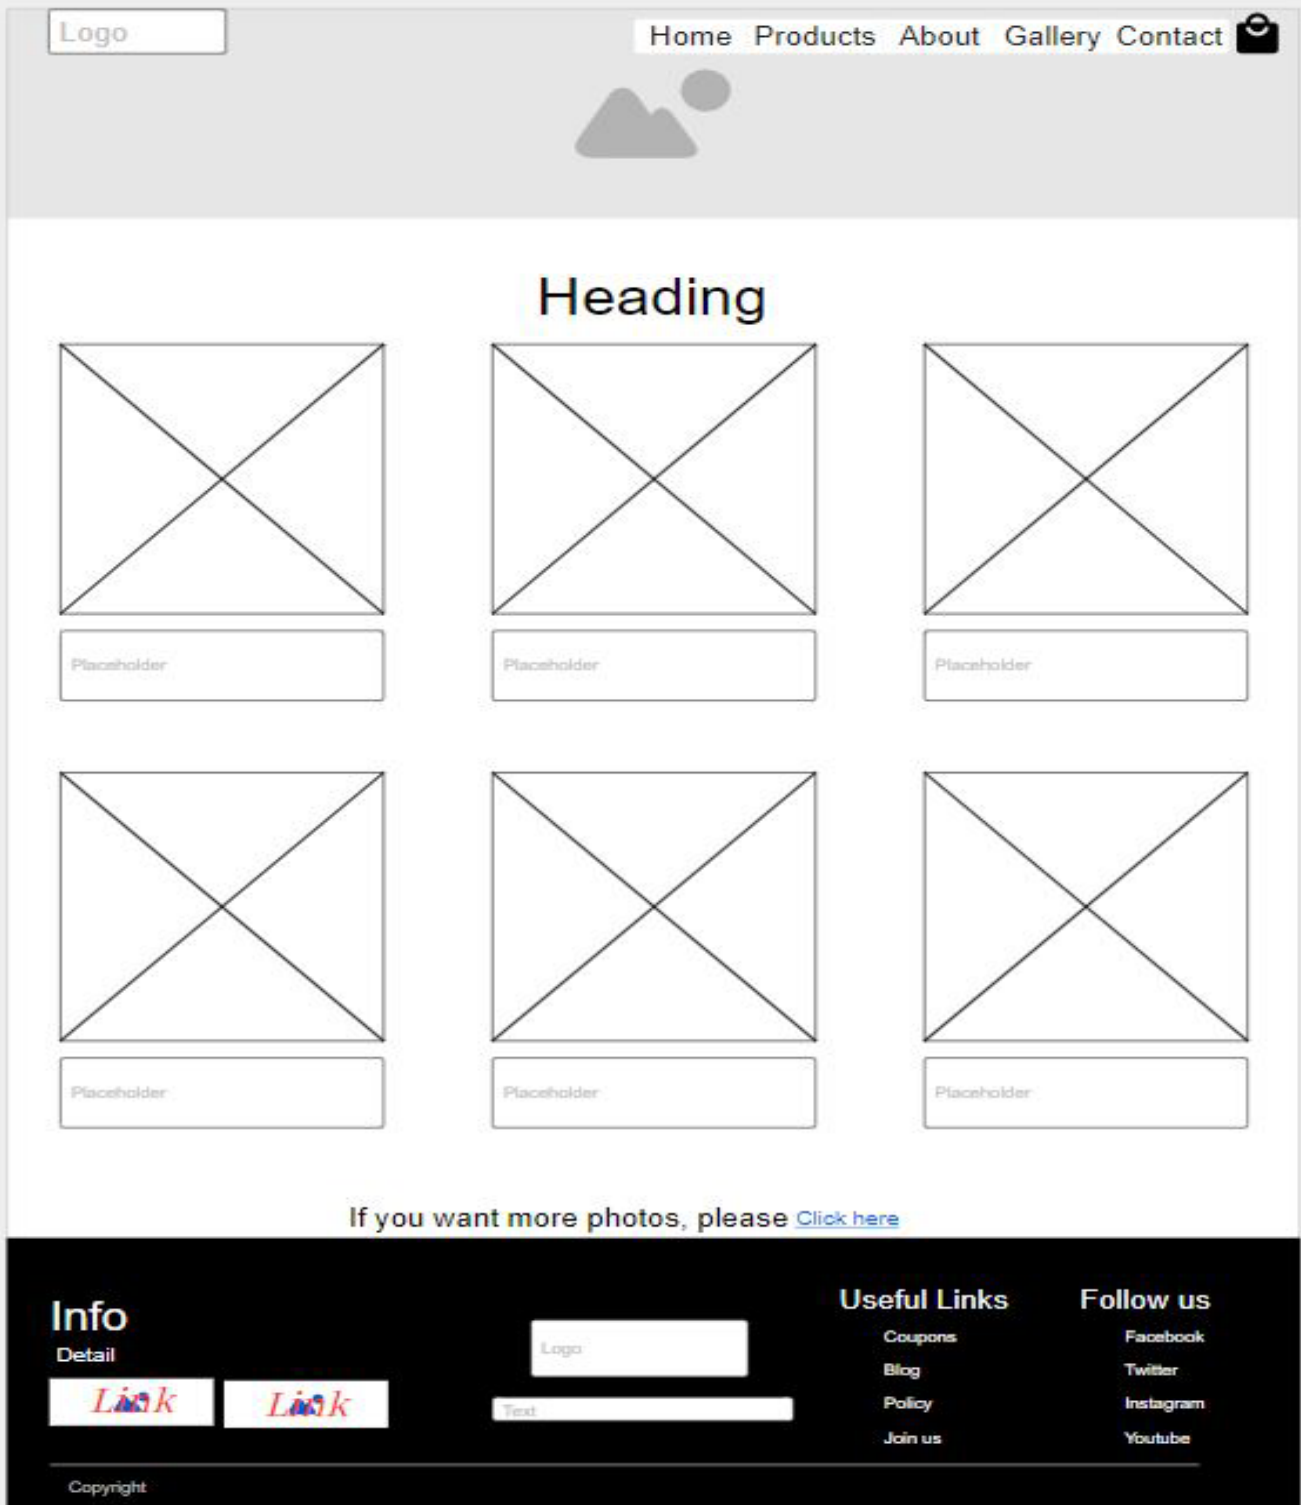 Logo
Home Products About Gallery Contact
Heading
Placeholder Placeholder Placeholder
Placeholder Placeholder Placeholder
If you want more photos, please Click here
Info
Detail
Link Link
Logo
Text
Useful Links
Coupons
Blog
Policy
Join us
Follow us
Facebook
Twitter
Instagram
Youtube
Copyright